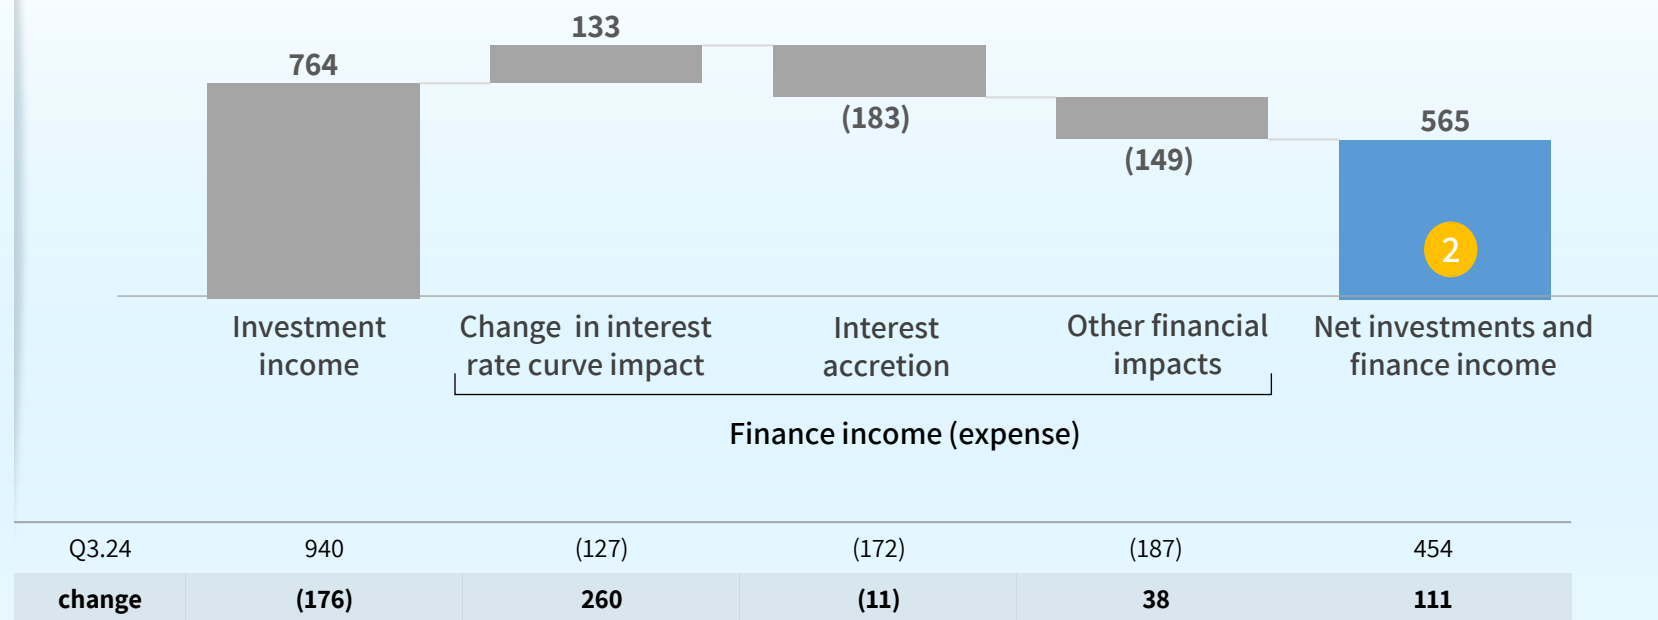 133
764
(183)
565
(149)
2
Investment
income
Change in interest
rate curve impact
Interest
accretion
Other financial
impacts
Net investments and
finance income
Finance income (expense)
Q3.24 940 (127) (172) (187) 454
change (176) 260 (11) 38 111